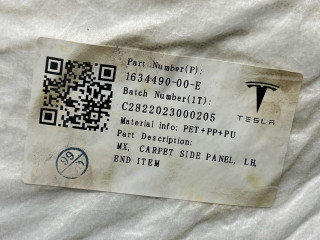 Part Number(P):
1634490-00-E
Batch Number(1T):
C2822023000205
TESLA
Material info: PET+PP+PU
Part Description:
MX, CARPET SIDE PANEL, LH,
END ITEM